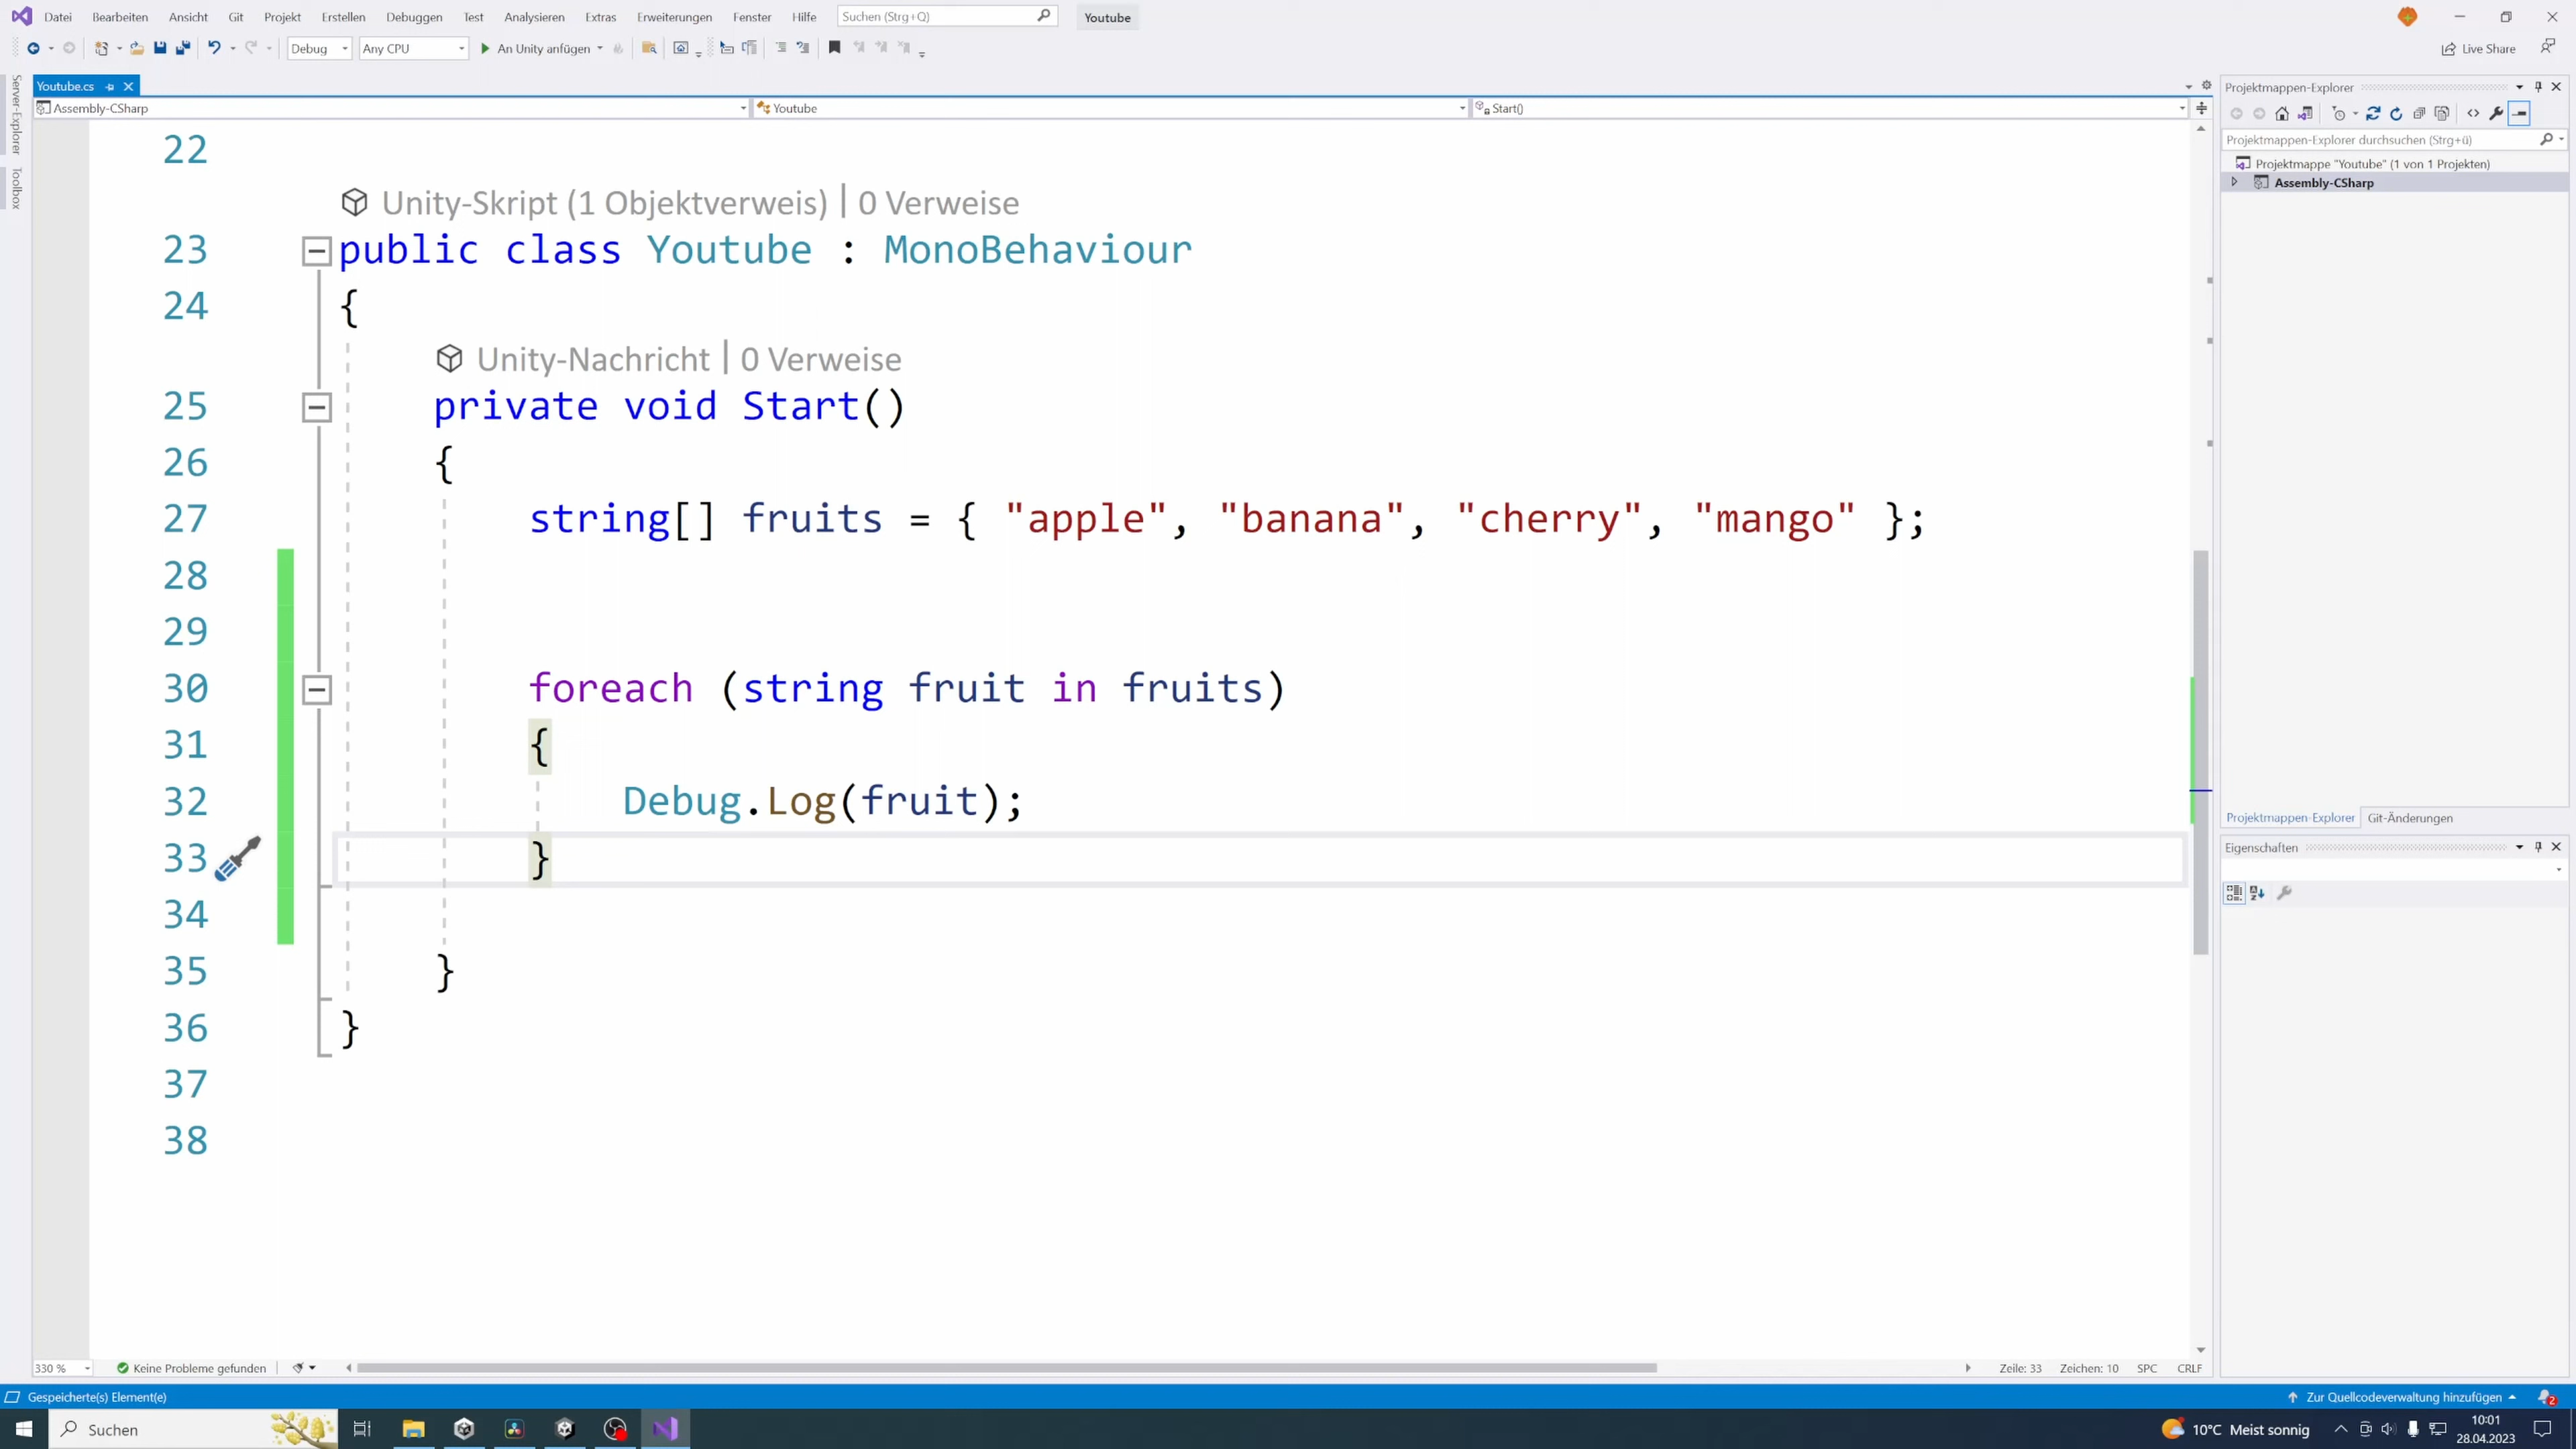 Datei Bearbeiten Ansicht Git Projekt Erstellen Debuggen Test Analysieren Extras Erweiterungen Fenster Hilfe Suchen (Strg+Q) Youtube
Debug Any CPU An Unity anfügen Live Share
Server-Explorer
Toolbox
Youtube.cs
Assembly-CSharp Youtube Start()
22
Unity-Skript (1 Objektverweis) | 0 Verweise
23 public class Youtube : MonoBehaviour
24 {
Unity-Nachricht | 0 Verweise
25 private void Start()
26 {
27 string[] fruits = { "apple", "banana", "cherry", "mango" };
28
29
30 foreach (string fruit in fruits)
31 {
32 Debug.Log(fruit);
33 }
34
35 }
36 }
37
38
330 % Keine Probleme gefunden Zeile: 33 Zeichen: 10 SPC CRLF
Projektmappen-Explorer
Projektmappen-Explorer durchsuchen (Strg+ü)
Projektmappe "Youtube" (1 von 1 Projekten)
Assembly-CSharp
Projektmappen-Explorer Git-Änderungen
Eigenschaften
Gespeicherte(s) Element(e) Zur Quellcodeverwaltung hinzufügen 2
Suchen 10°C Meist sonnig 10:01
28.04.2023